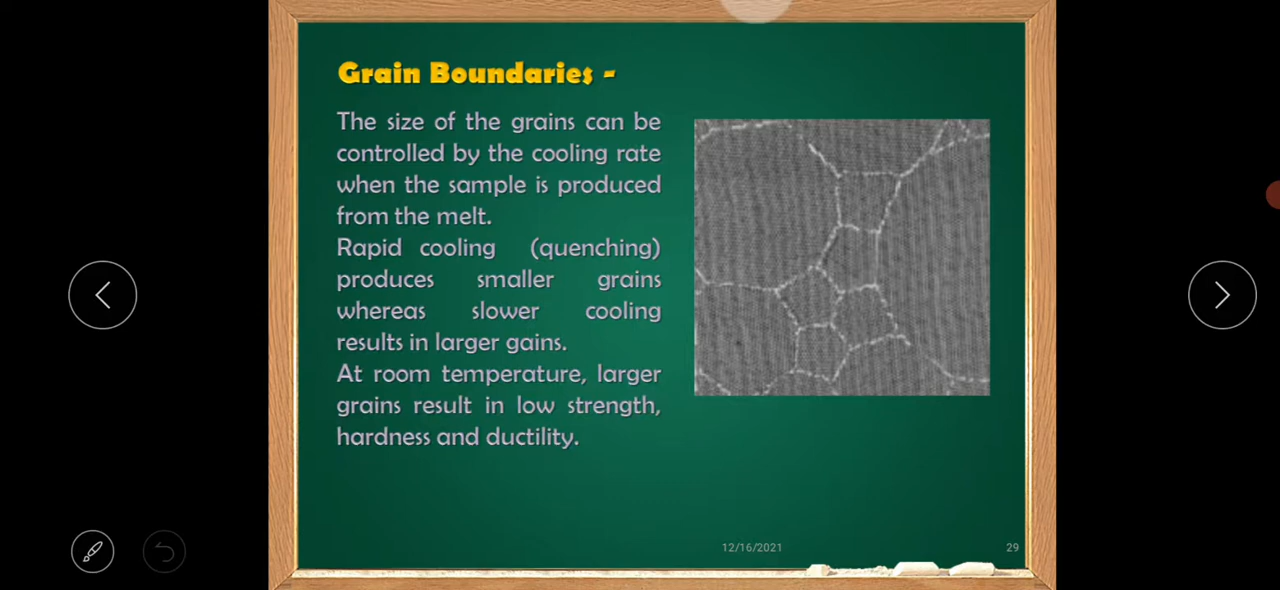 Grain Boundaries -
The size of the grains can be
controlled by the cooling rate
when the sample is produced
from the melt.
Rapid cooling (quenching)
produces smaller grains
whereas slower cooling
results in larger gains.
At room temperature, larger
grains result in low strength,
hardness and ductility.
12/16/2021
29